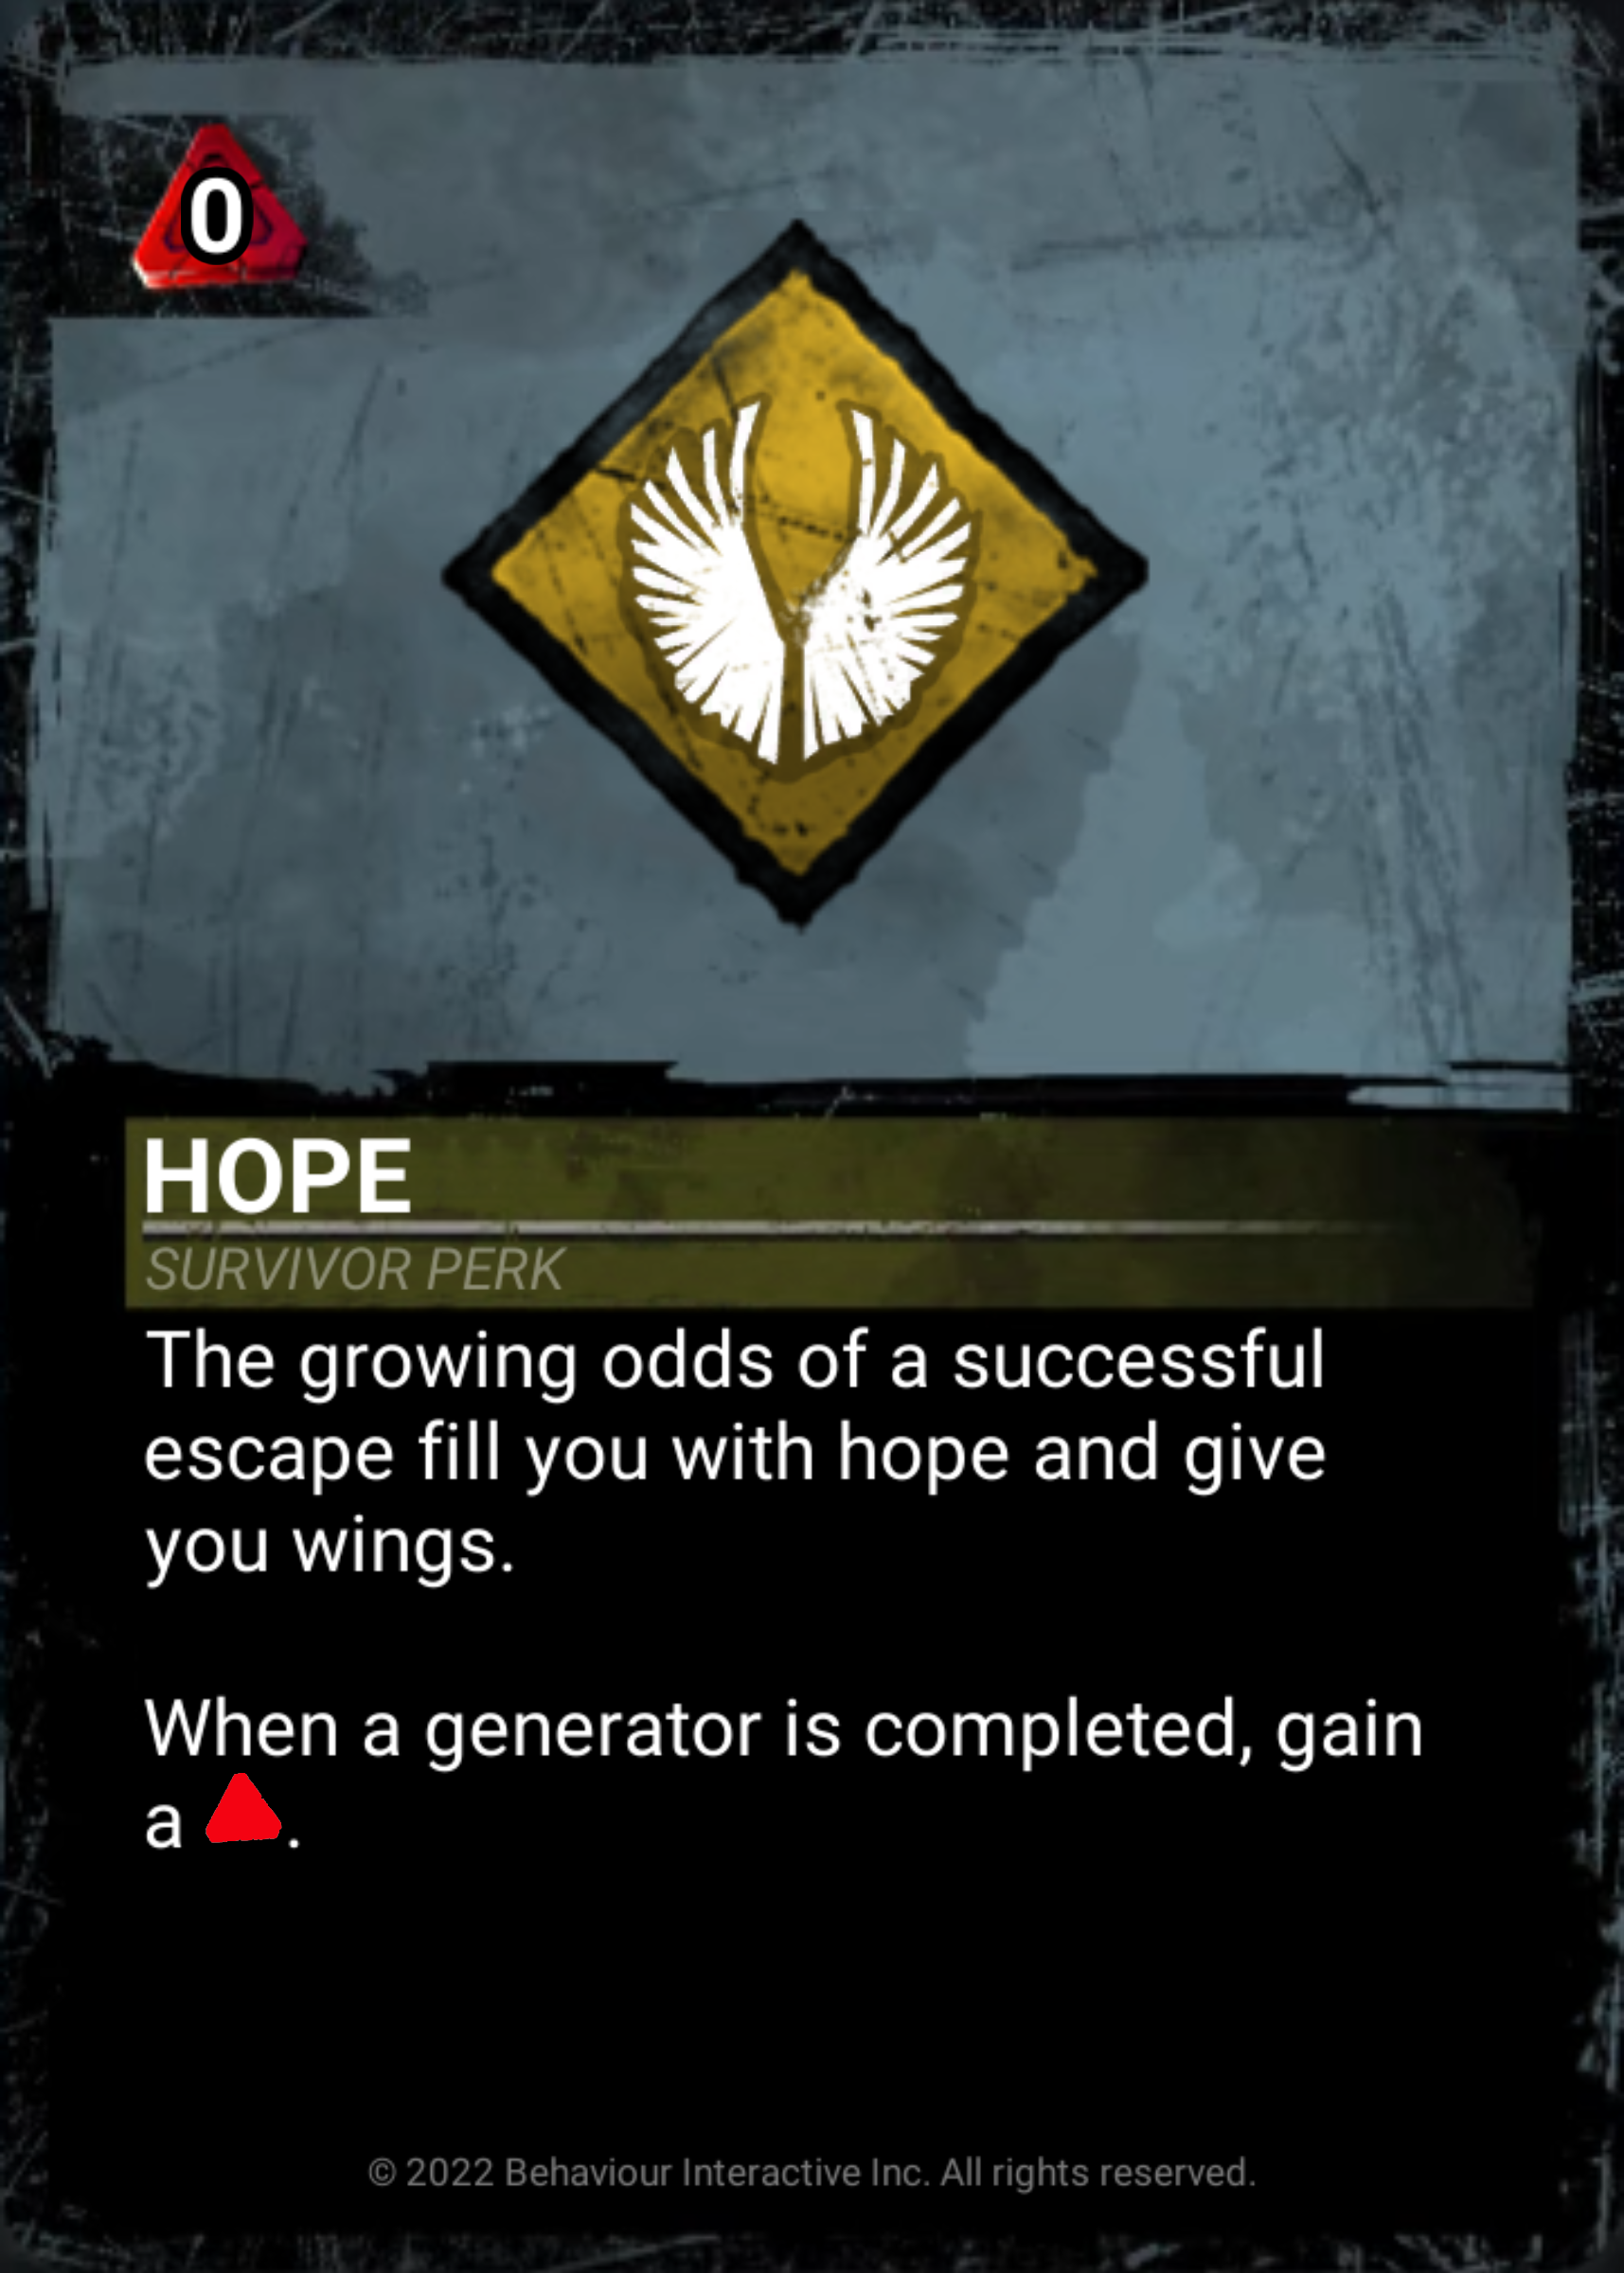 0
HOPE
SURVIVOR PERK
The growing odds of a successful
escape fill you with hope and give
you wings.
When a generator is completed, gain
a .
© 2022 Behaviour Interactive Inc. All rights reserved.